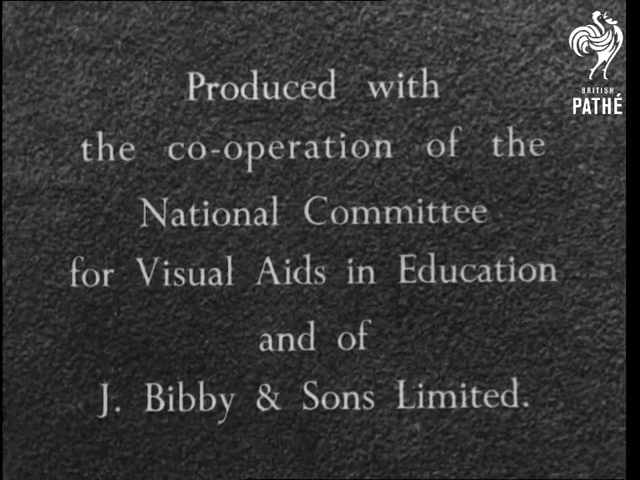 Produced with
the co-operation of the
National Committee
for Visual Aids in Education
and of
J. Bibby & Sons Limited.
BRITISH
PATHÉ